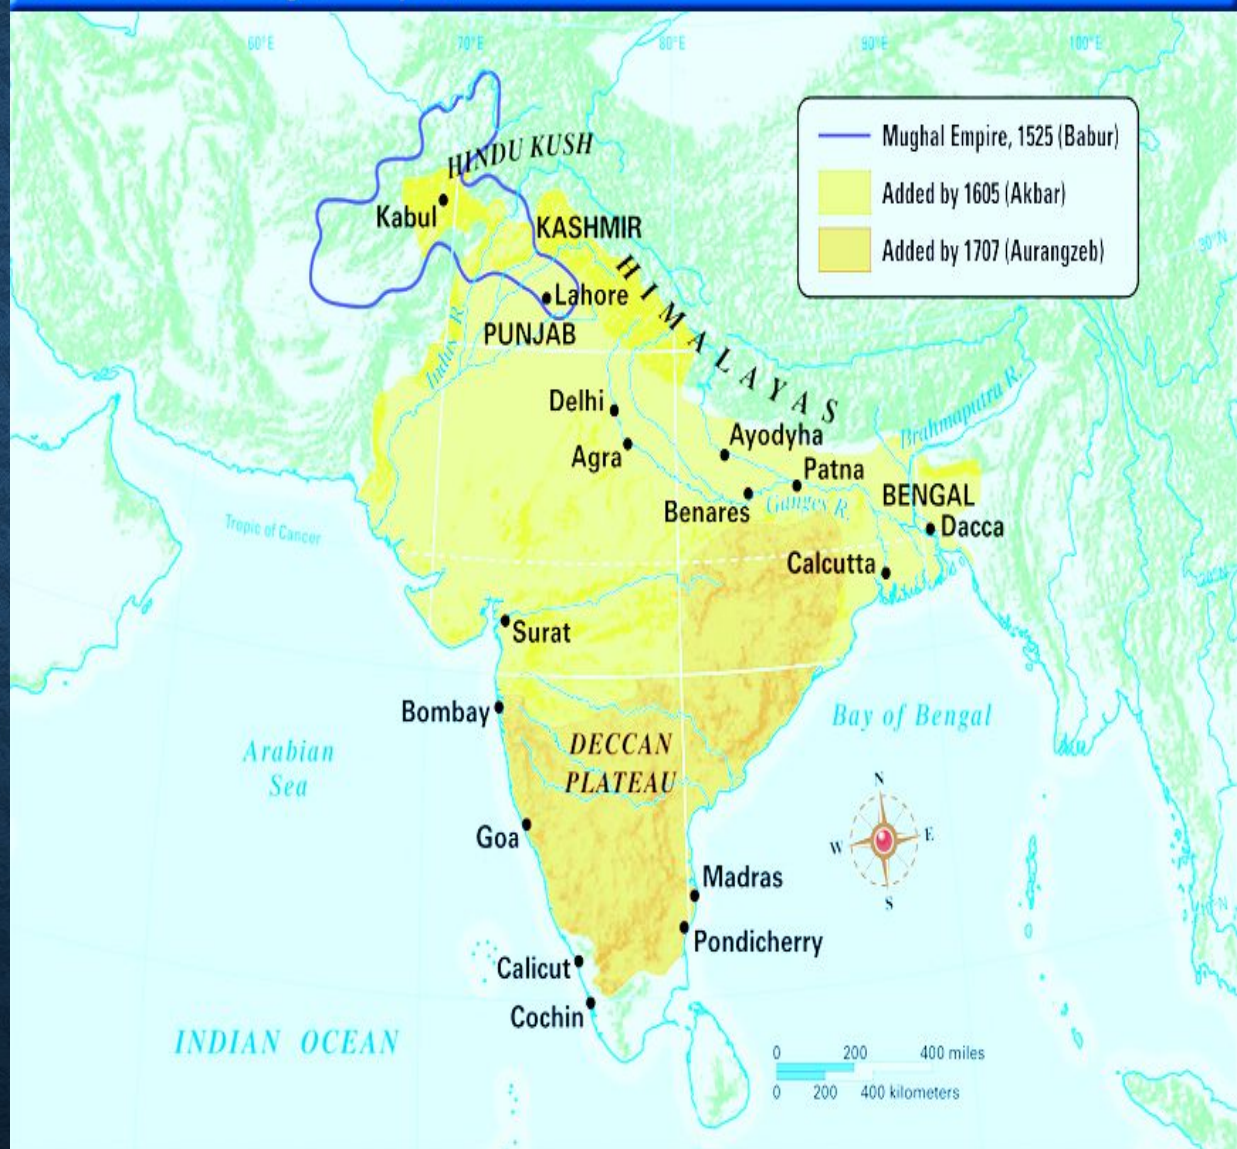 60°E
70°E
80°E
90°E
100°E
Mughal Empire, 1525 (Babur)
Added by 1605 (Akbar)
Added by 1707 (Aurangzeb)
HINDU KUSH
Kabul
KASHMIR
30°N
HIMALAYAS
Lahore
PUNJAB
Indus R.
Delhi
Agra
Ayodyha
Patna
Brahmaputra R.
Benares
Ganges R.
BENGAL
Dacca
Tropic of Cancer
Calcutta
20°N
Surat
Bombay
Bay of Bengal
Arabian
Sea
DECCAN
PLATEAU
N
W
E
S
Goa
Madras
10°N
Pondicherry
Calicut
Cochin
INDIAN OCEAN
0 200 400 miles
0 200 400 kilometers